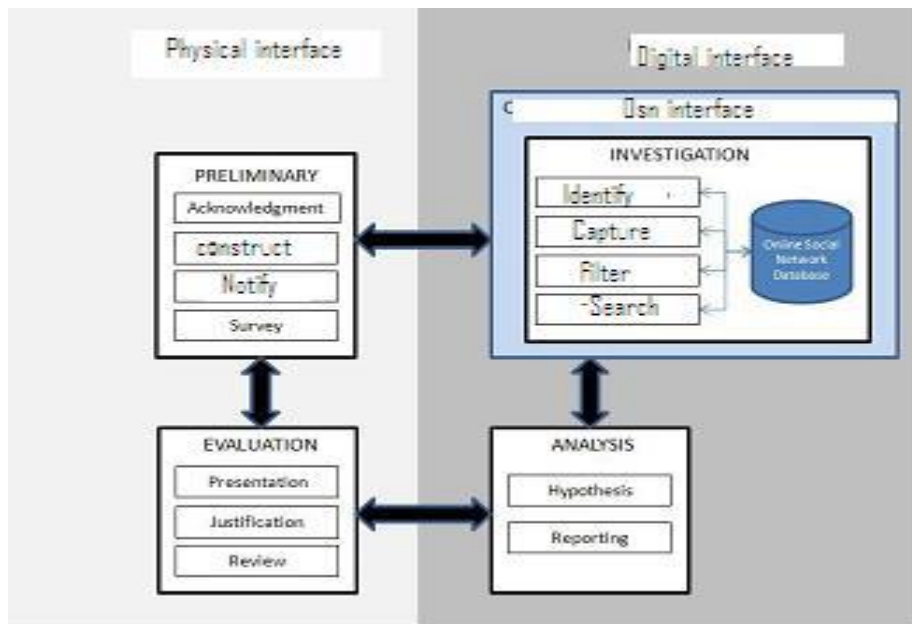 Physical interface
Digital interface
Osn interface
PRELIMINARY
Acknowledgment
construct
Notify
Survey
INVESTIGATION
Identify
Capture
Filter
-Search
Online Social
Network
Database
EVALUATION
Presentation
Justification
Review
ANALYSIS
Hypothesis
Reporting